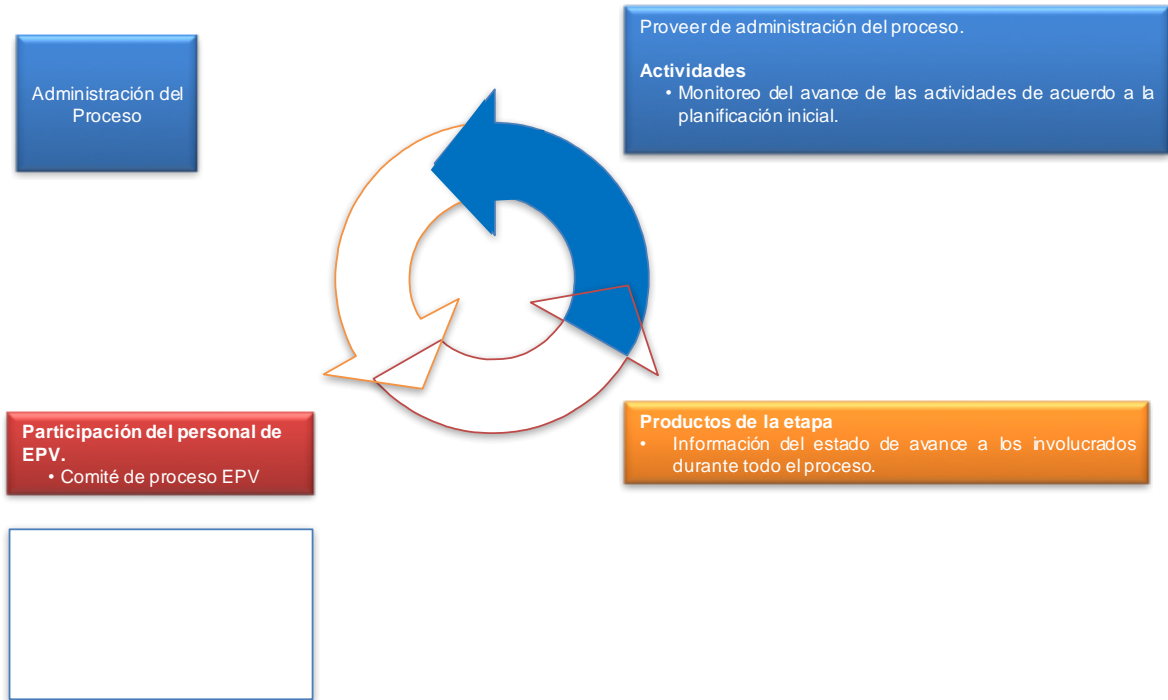 Administración del
Proceso
Proveer de administración del proceso.
Actividades
• Monitoreo del avance de las actividades de acuerdo a la
planificación inicial.
Participación del personal de
EPV.
• Comité de proceso EPV
Productos de la etapa
• Información del estado de avance a los involucrados
durante todo el proceso.